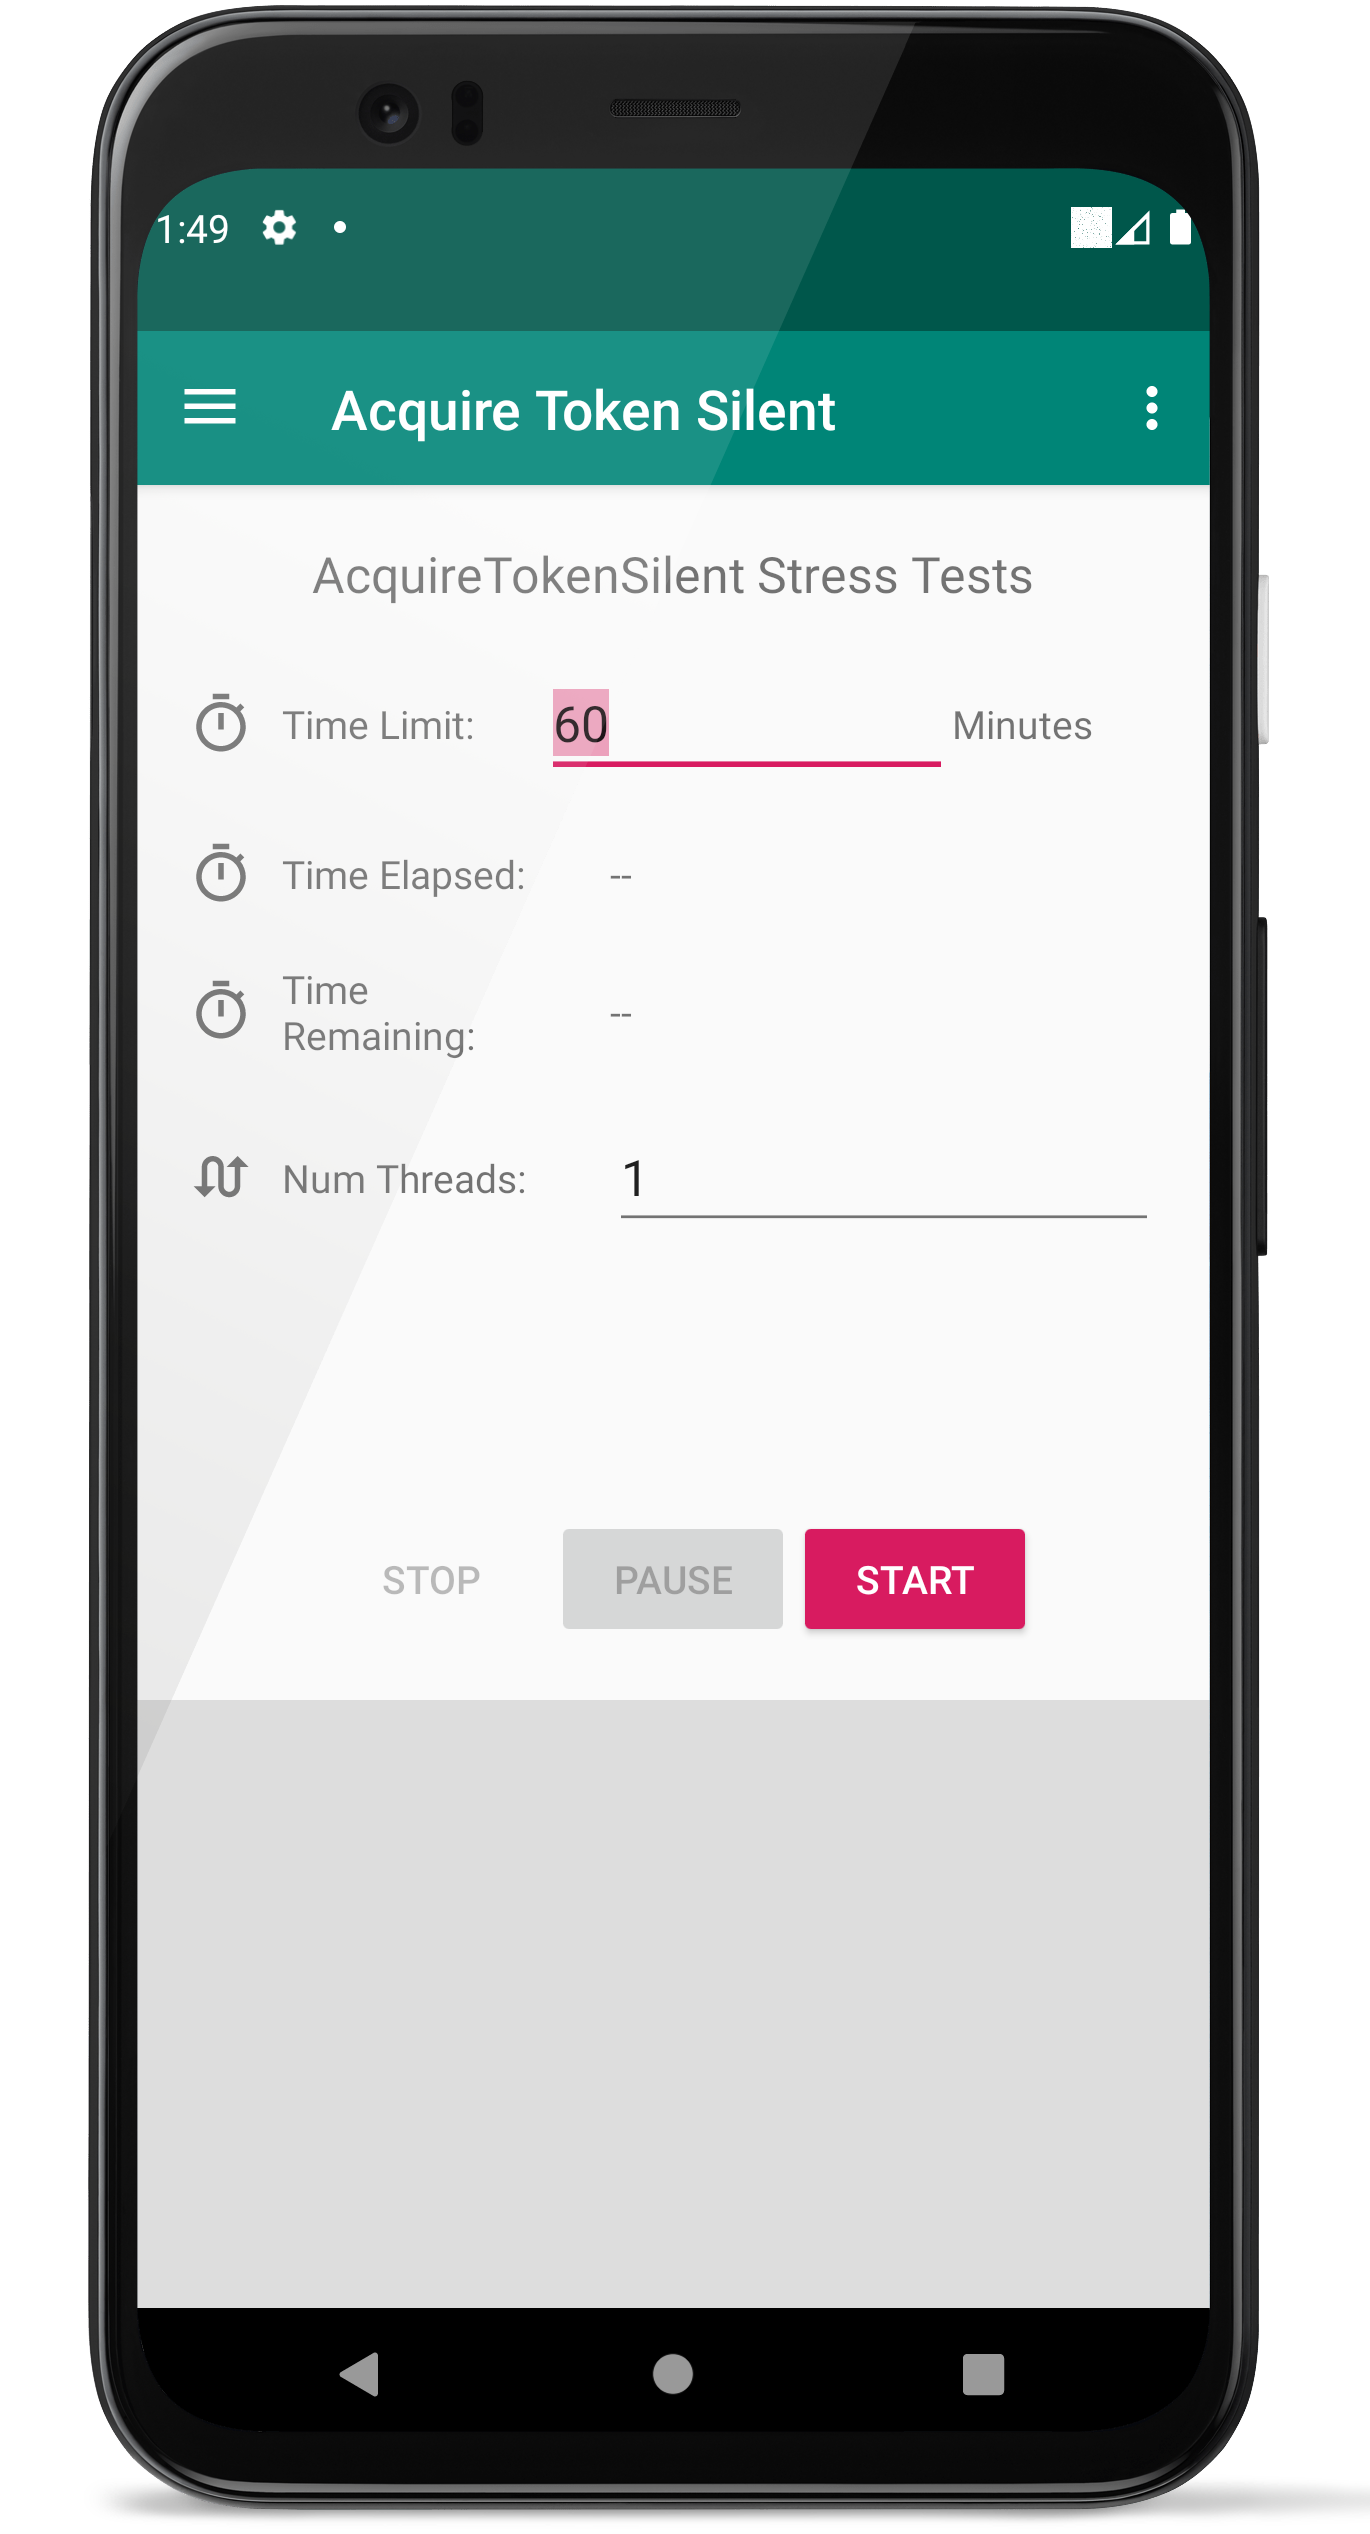 1:49
Acquire Token Silent
AcquireTokenSilent Stress Tests
Time Limit: 60 Minutes
Time Elapsed: --
Time
Remaining: --
Num Threads: 1
STOP PAUSE START